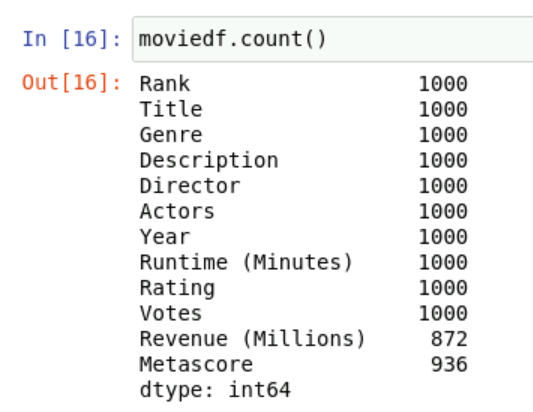 In [16]: moviedf.count()
Out[16]: Rank 1000
Title 1000
Genre 1000
Description 1000
Director 1000
Actors 1000
Year 1000
Runtime (Minutes) 1000
Rating 1000
Votes 1000
Revenue (Millions) 872
Metascore 936
dtype: int64